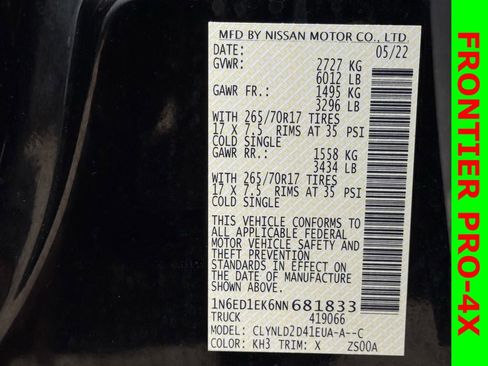 MFD BY NISSAN MOTOR CO., LTD.
DATE: 05/22
GVWR: 2727 KG
6012 LB
GAWR FR.: 1495 KG
3296 LB
WITH 265/70R17 TIRES
17 X 7.5 RIMS AT 35 PSI
COLD SINGLE
GAWR RR.: 1558 KG
3434 LB
WITH 265/70R17 TIRES
17 X 7.5 RIMS AT 35 PSI
COLD SINGLE
THIS VEHICLE CONFORMS TO
ALL APPLICABLE FEDERAL
MOTOR VEHICLE SAFETY AND
THEFT PREVENTION
STANDARDS IN EFFECT ON
THE DATE OF MANUFACTURE
SHOWN ABOVE.
1N6ED1EK6NN681833
TRUCK 419066
MODEL: CLYNLD2D41EUA-A--C
COLOR: KH3 TRIM: X ZS00A
FRONTIER PRO-4X